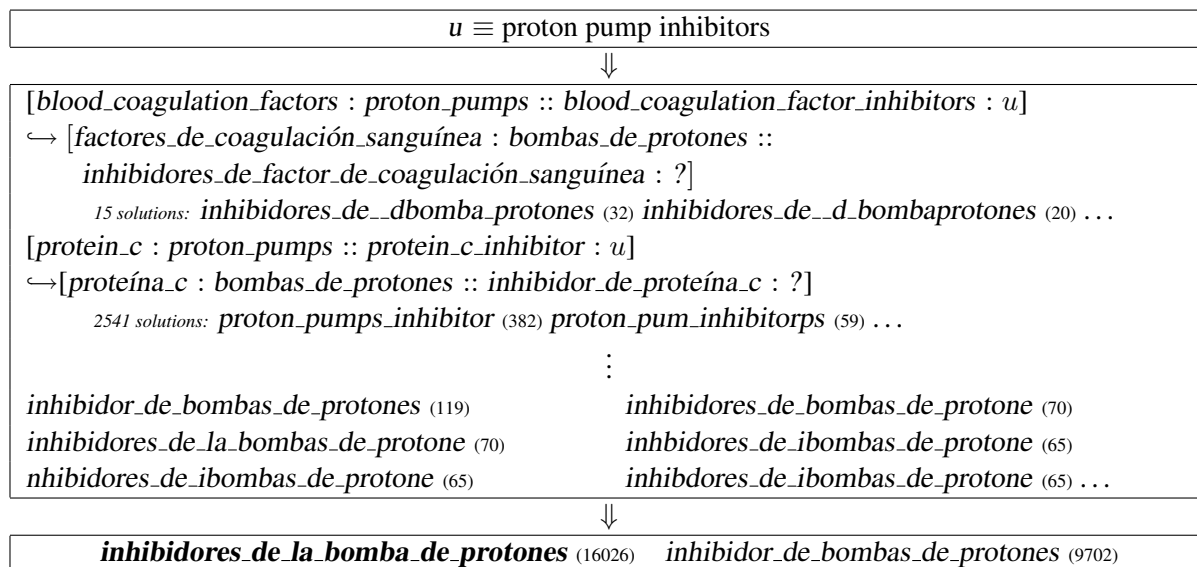 u ≡ proton pump inhibitors
⇓
[blood_coagulation_factors : proton_pumps :: blood_coagulation_factor_inhibitors : u]
↪ [factores_de_coagulación_sanguínea : bombas_de_protones ::
inhibidores_de_factor_de_coagulación_sanguínea : ?]
15 solutions: inhibidores_de__dbomba_protones (32) inhibidores_de__d_bombaprotones (20) ...
[protein_c : proton_pumps :: protein_c_inhibitor : u]
↪[proteína_c : bombas_de_protones :: inhibidor_de_proteína_c : ?]
2541 solutions: proton_pumps_inhibitor (382) proton_pum_inhibitorps (59) ...
⋮
inhibidor_de_bombas_de_protones (119) inhibidores_de_bombas_de_protone (70)
inhibidores_de_la_bombas_de_protone (70) inhbidores_de_ibombas_de_protone (65)
nhibidores_de_ibombas_de_protone (65) inhibdores_de_ibombas_de_protone (65) ...
⇓
inhibidores_de_la_bomba_de_protones (16026) inhibidor_de_bombas_de_protones (9702)